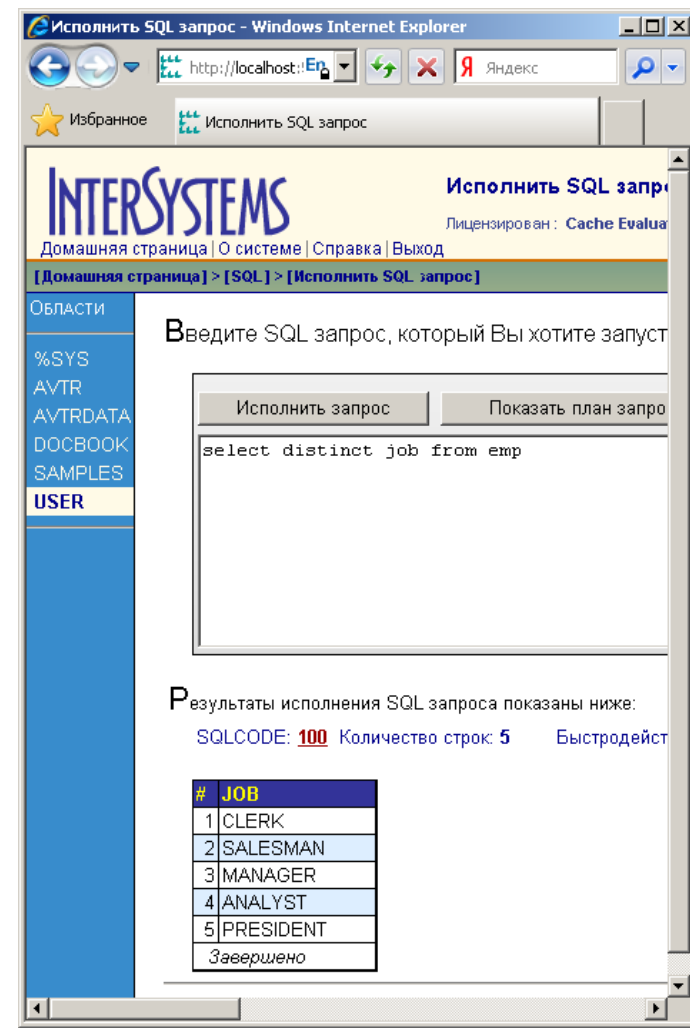 Исполнить SQL запрос - Windows Internet Explorer
http://localhost:
En
Я Яндекс
Избранное
Исполнить SQL запрос
INTERSYSTEMS
Исполнить SQL запр
Лицензирован : Cache Evalua
Домашняя страница | О системе | Справка | Выход
[Домашняя страница] > [SQL] > [Исполнить SQL запрос]
Области
%SYS
AVTR
AVTRDATA
DOCBOOK
SAMPLES
USER
Введите SQL запрос, который Вы хотите запуст
Исполнить запрос
Показать план запро
select distinct job from emp
Результаты исполнения SQL запроса показаны ниже:
SQLCODE: 100 Количество строк: 5 Быстродейст
# JOB
1 CLERK
2 SALESMAN
3 MANAGER
4 ANALYST
5 PRESIDENT
Завершено